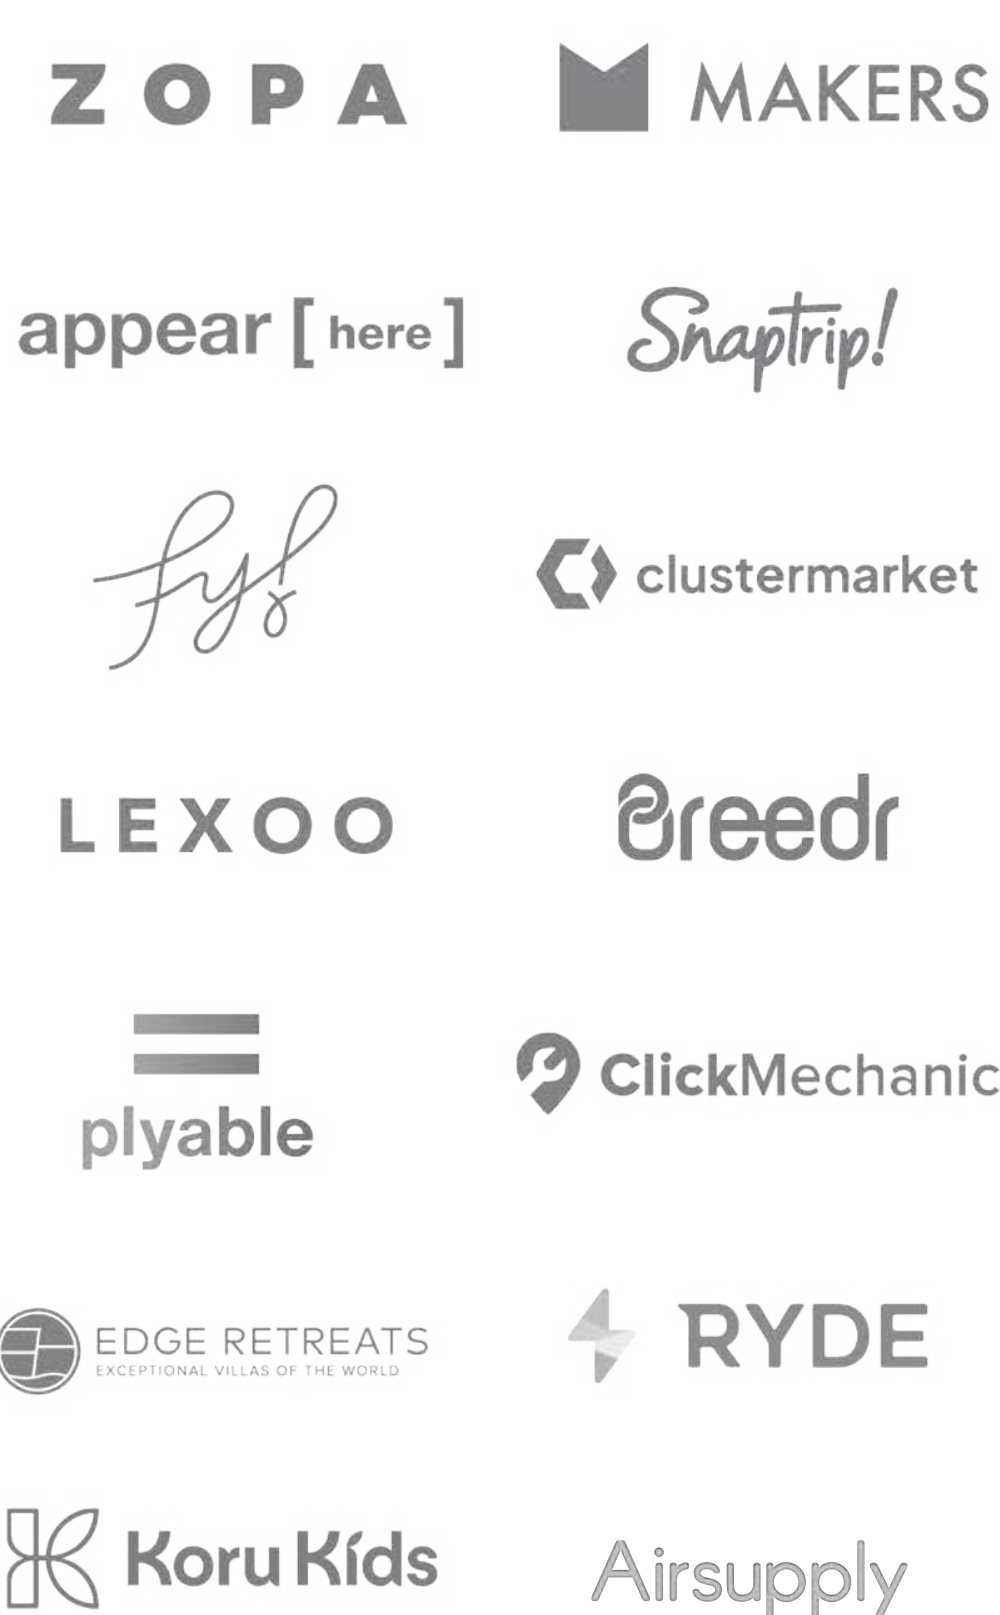 ZOPA
MAKERS
appear [ here ]
Snaptrip!
fy!
clustermarket
LEXOO
Breedr
plyable
ClickMechanic
EDGE RETREATS
EXCEPTIONAL VILLAS OF THE WORLD
RYDE
Koru Kids
Airsupply